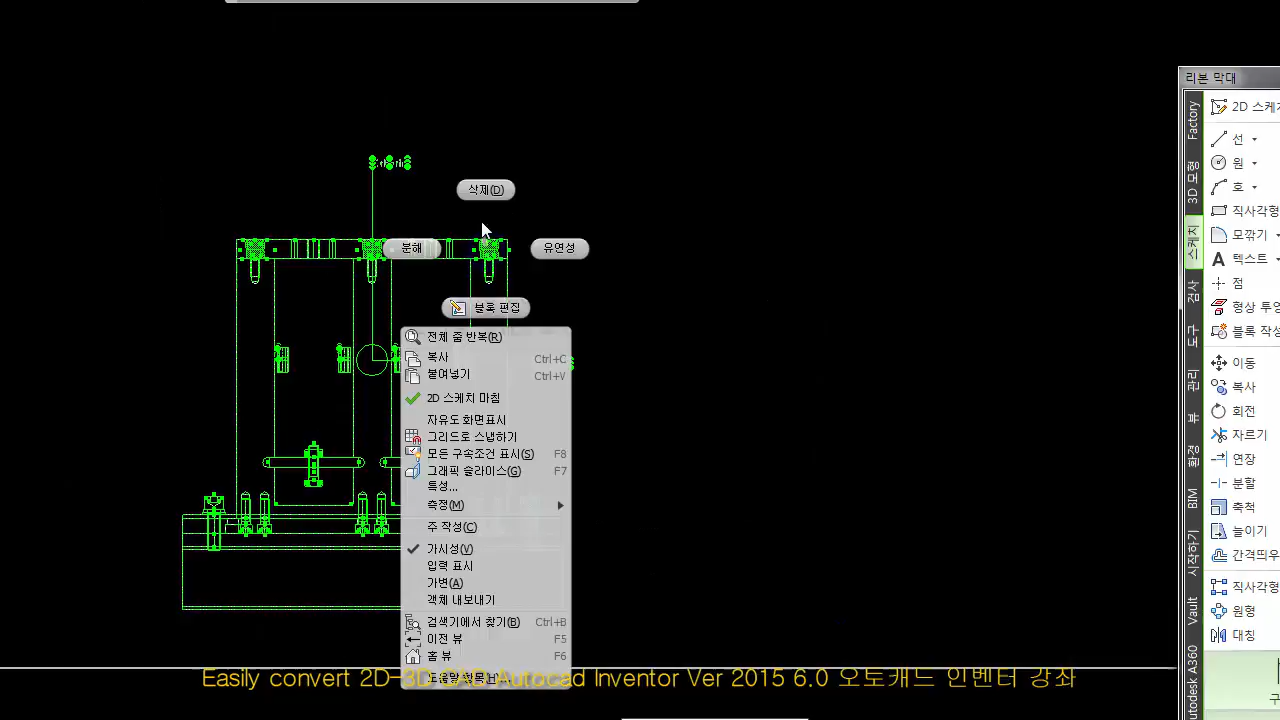 리본 막대
삭제(D)
분해
유연성
블록 편집
전체 줌 반복(R)
복사 Ctrl+C
붙여넣기 Ctrl+V
2D 스케치 마침
자유도 화면표시
그리드로 스냅하기
모든 구속조건 표시(S) F8
그래픽 슬라이스(G) F7
특성...
측정(M)
주 작성(C)
가시성(V)
입력 표시
가변(A)
객체 내보내기
검색기에서 찾기(B) Ctrl+B
이전 뷰 F5
홈 뷰 F6
Easily convert 2D-3D CAD Autocad Inventor Ver 2015 6.0 오토캐드 인벤터 강좌
Factory
3D 모형
스케치
검사
도구
관리
뷰
환경
BIM
시작하기
Vault
Autodesk A360
2D 스케치
선
원
호
직사각형
모깎기
텍스트
점
형상 투영
블록 작성
이동
복사
회전
자르기
연장
분할
축척
늘이기
간격띄우
직사각형
원형
대칭